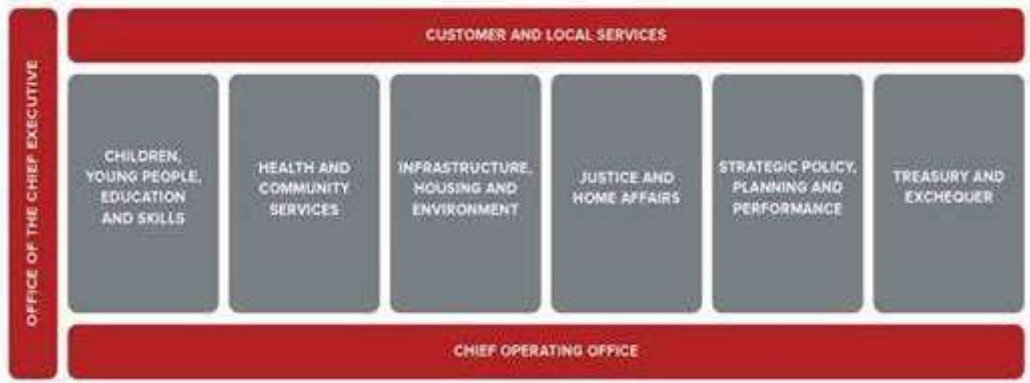 OFFICE OF THE CHIEF EXECUTIVE
CUSTOMER AND LOCAL SERVICES
CHILDREN,
YOUNG PEOPLE,
EDUCATION
AND SKILLS
HEALTH AND
COMMUNITY
SERVICES
INFRASTRUCTURE,
HOUSING AND
ENVIRONMENT
JUSTICE AND
HOME AFFAIRS
STRATEGIC POLICY,
PLANNING AND
PERFORMANCE
TREASURY AND
EXCHEQUER
CHIEF OPERATING OFFICE